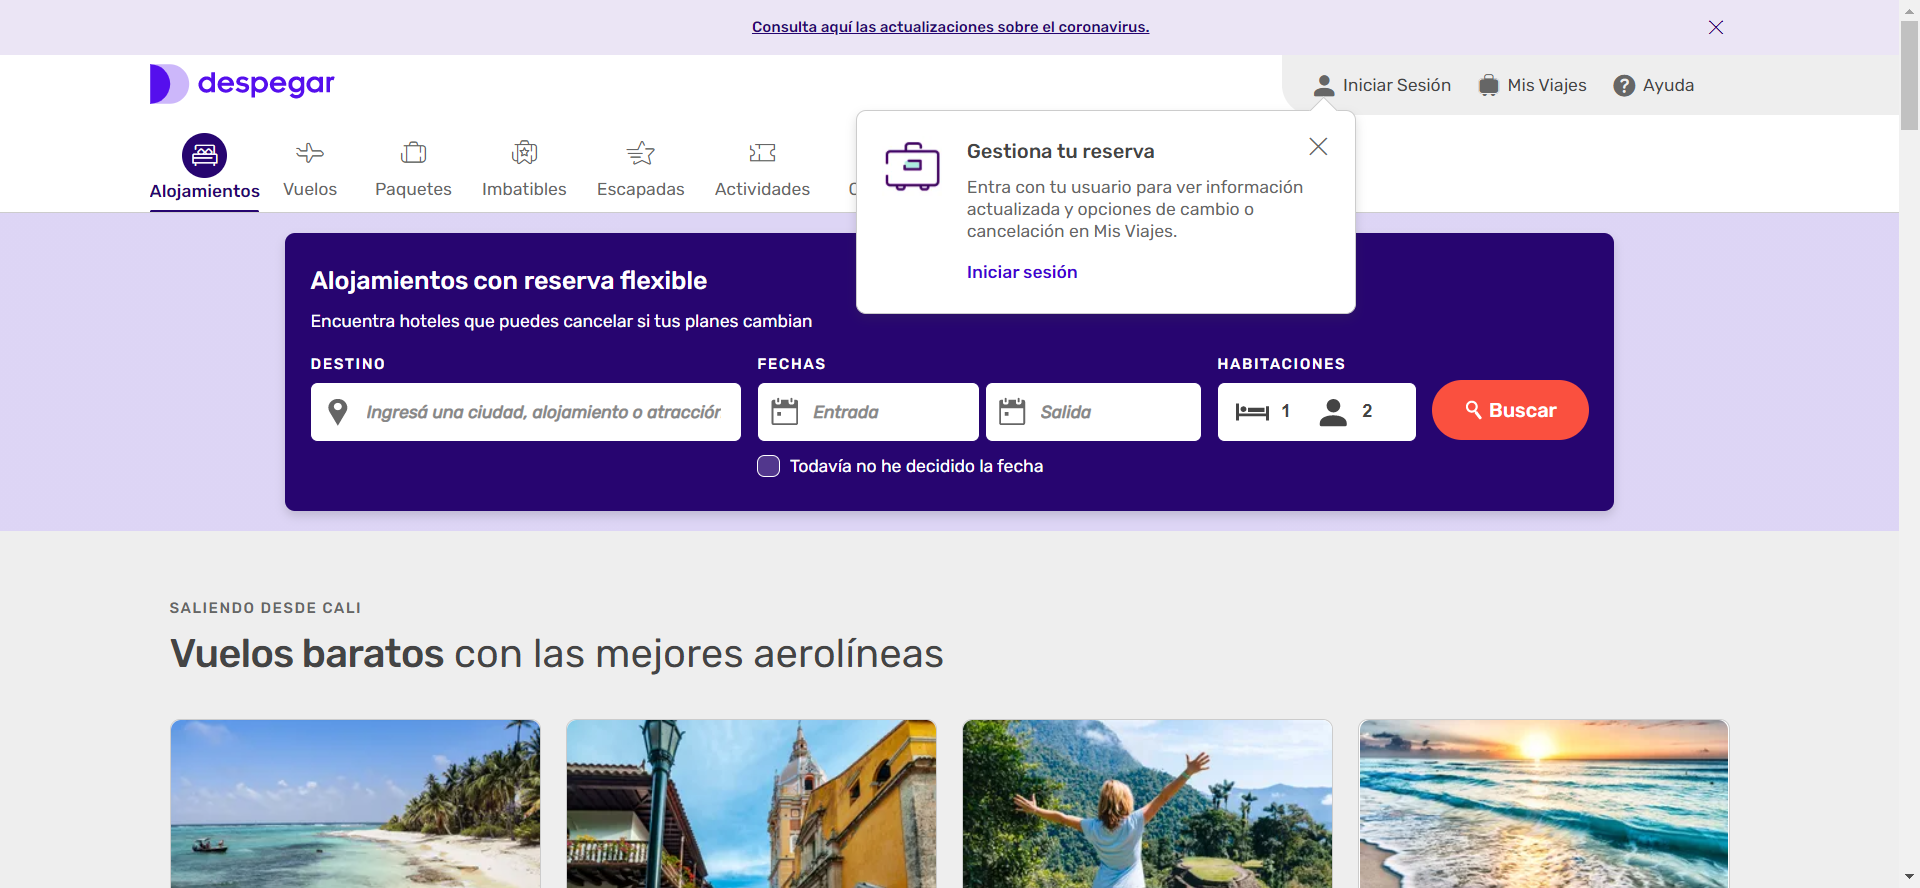 Consulta aquí las actualizaciones sobre el coronavirus.
despegar
Iniciar Sesión
Mis Viajes
Ayuda
Alojamientos
Vuelos
Paquetes
Imbatibles
Escapadas
Actividades
Gestiona tu reserva
Entra con tu usuario para ver información
actualizada y opciones de cambio o
cancelación en Mis Viajes.
Iniciar sesión
Alojamientos con reserva flexible
Encuentra hoteles que puedes cancelar si tus planes cambian
DESTINO
Ingresá una ciudad, alojamiento o atracción
FECHAS
Entrada
Salida
HABITACIONES
1
2
Buscar
Todavía no he decidido la fecha
SALIENDO DESDE CALI
Vuelos baratos con las mejores aerolíneas